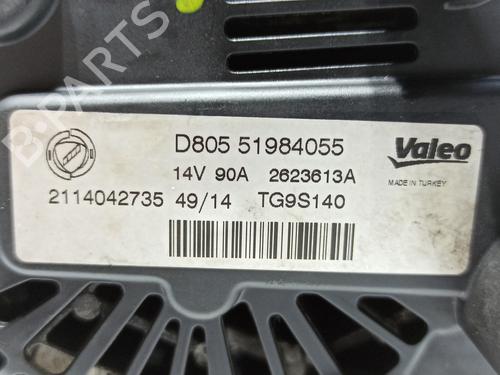 B-PARTS
D805 51984055
Valeo
14V 90A 2623613A
MADE IN TURKEY
2114042735 49/14 TG9S140